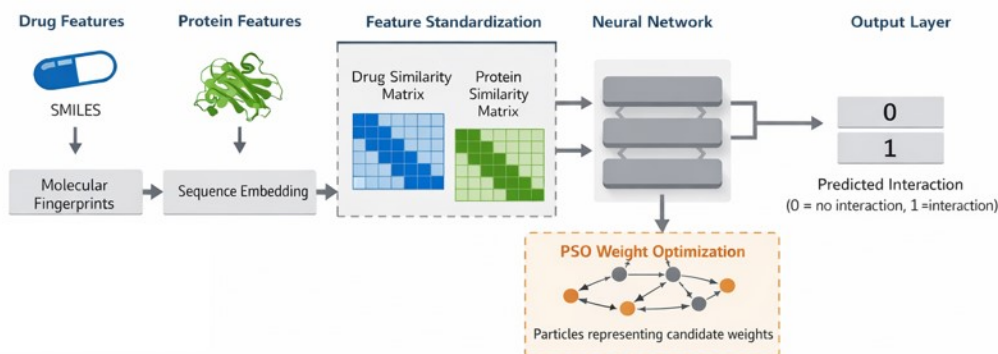 Drug Features
Protein Features
Feature Standardization
Neural Network
Output Layer
SMILES
Drug Similarity
Matrix
Protein
Similarity
Matrix
0
1
Molecular
Fingerprints
Sequence Embedding
Predicted Interaction
(0 = no interaction, 1 =interaction)
PSO Weight Optimization
Particles representing candidate weights